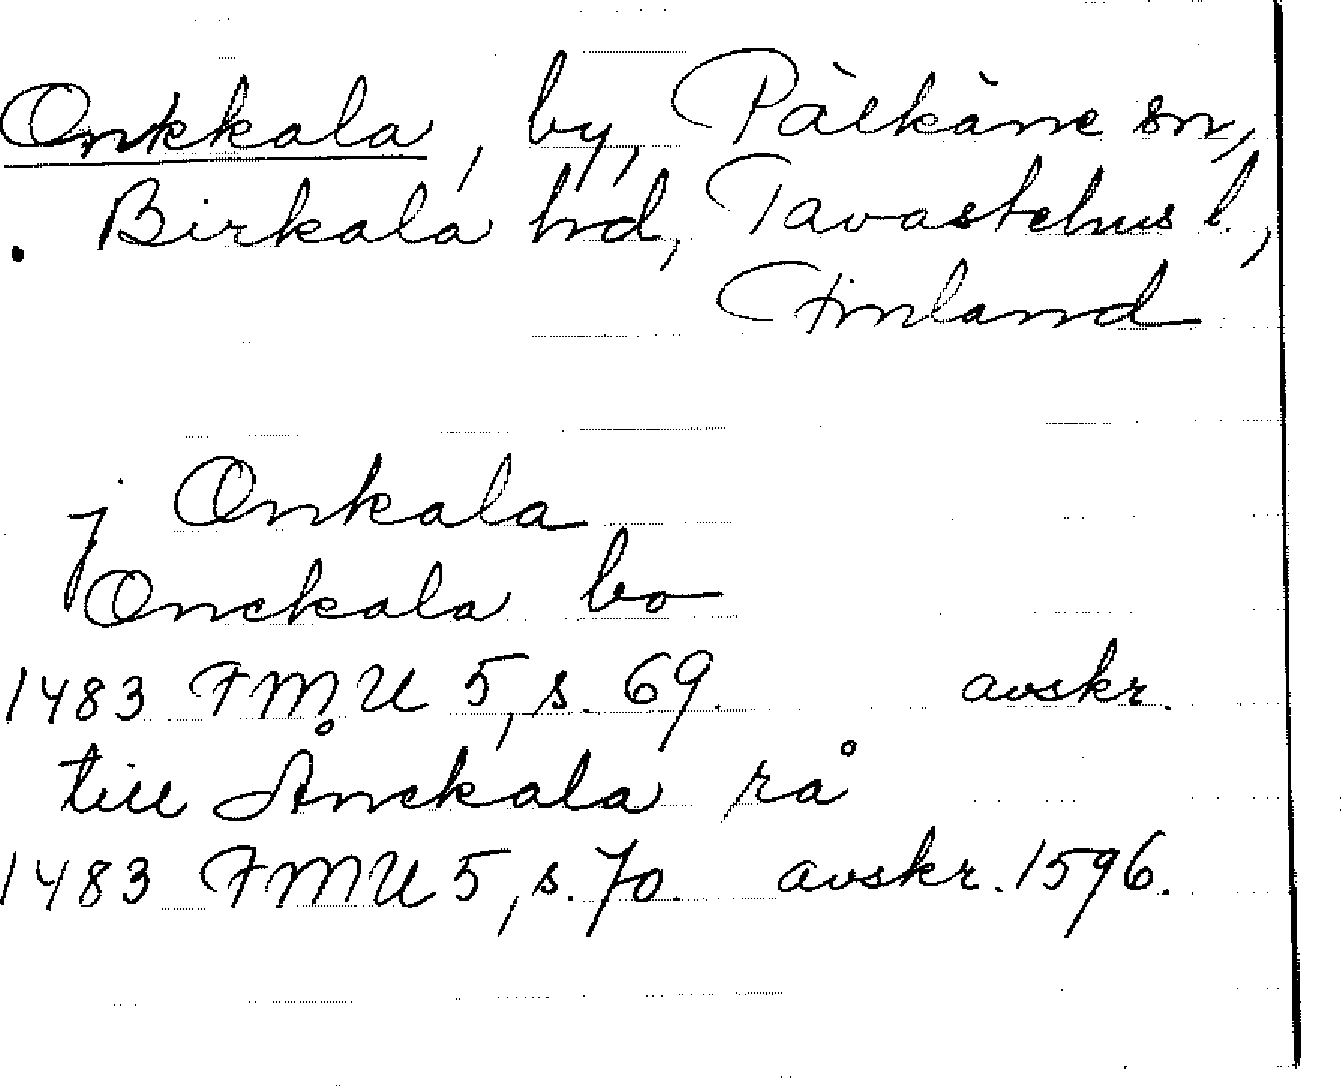 Onkkala, by, Pälkäne sn,
Birkala hd, Tavastehus l.,
Finland
j Onkala
Onckala bo
1483 FMU 5, s. 69. avskr.
till Ånckala rå
1483 FMU 5, s. 70. avskr. 1596.